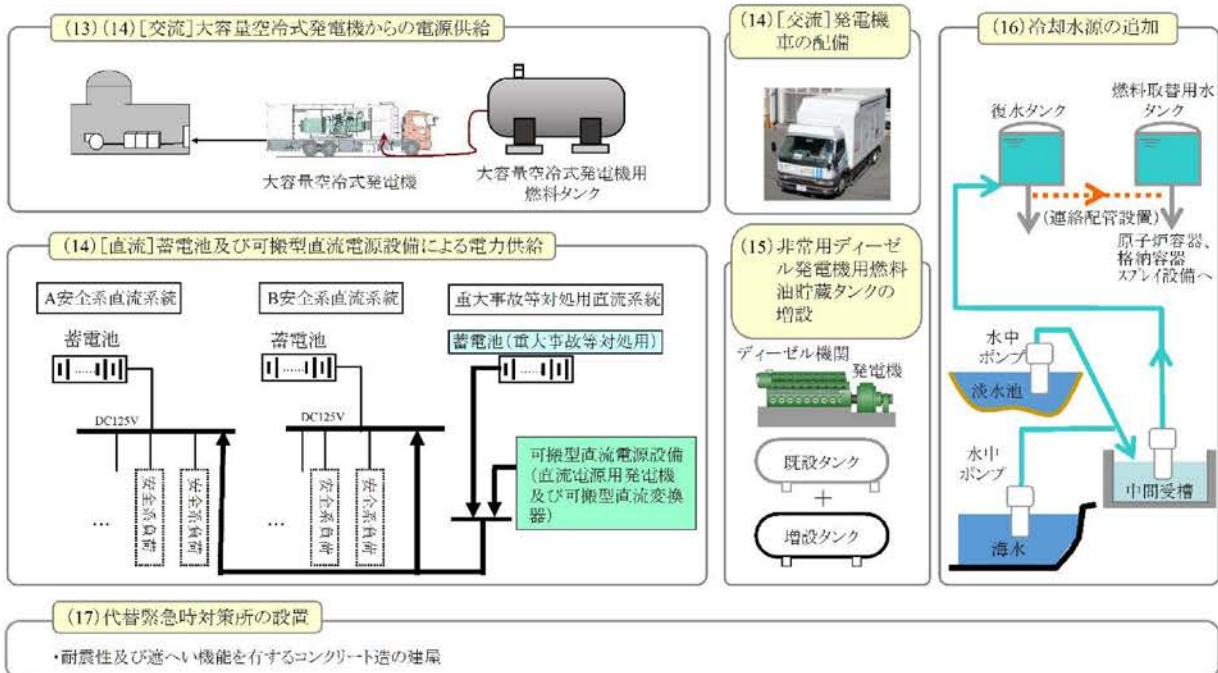 (13)(14)[交流]大容量空冷式発電機からの電源供給
大容量空冷式発電機
大容量空冷式発電機用
燃料タンク
(14)[交流]発電機
車の配備
(16)冷却水源の追加
復水タンク
燃料取替用水
タンク
(連絡配管設置)
原子炉容器、
格納容器
スプレイ設備へ
水中
ポンプ
淡水池
水中
ポンプ
中間受槽
海水
(14)[直流]蓄電池及び可搬型直流電源設備による電力供給
A安全系直流系統
B安全系直流系統
重大事故等対処用直流系統
蓄電池
蓄電池
蓄電池(重大事故等対処用)
DC125V
DC125V
安全系負荷
安全系負荷
安全系負荷
安全系負荷
…
…
可搬型直流電源設備
(直流電源用発電機
及び可搬型直流変換
器)
(15)非常用ディーゼ
ル発電機用燃料
油貯蔵タンクの
増設
ディーゼル機関
発電機
既設タンク
+
増設タンク
(17)代替緊急時対策所の設置
・耐震性及び遮へい機能を有するコンクリート造の建屋